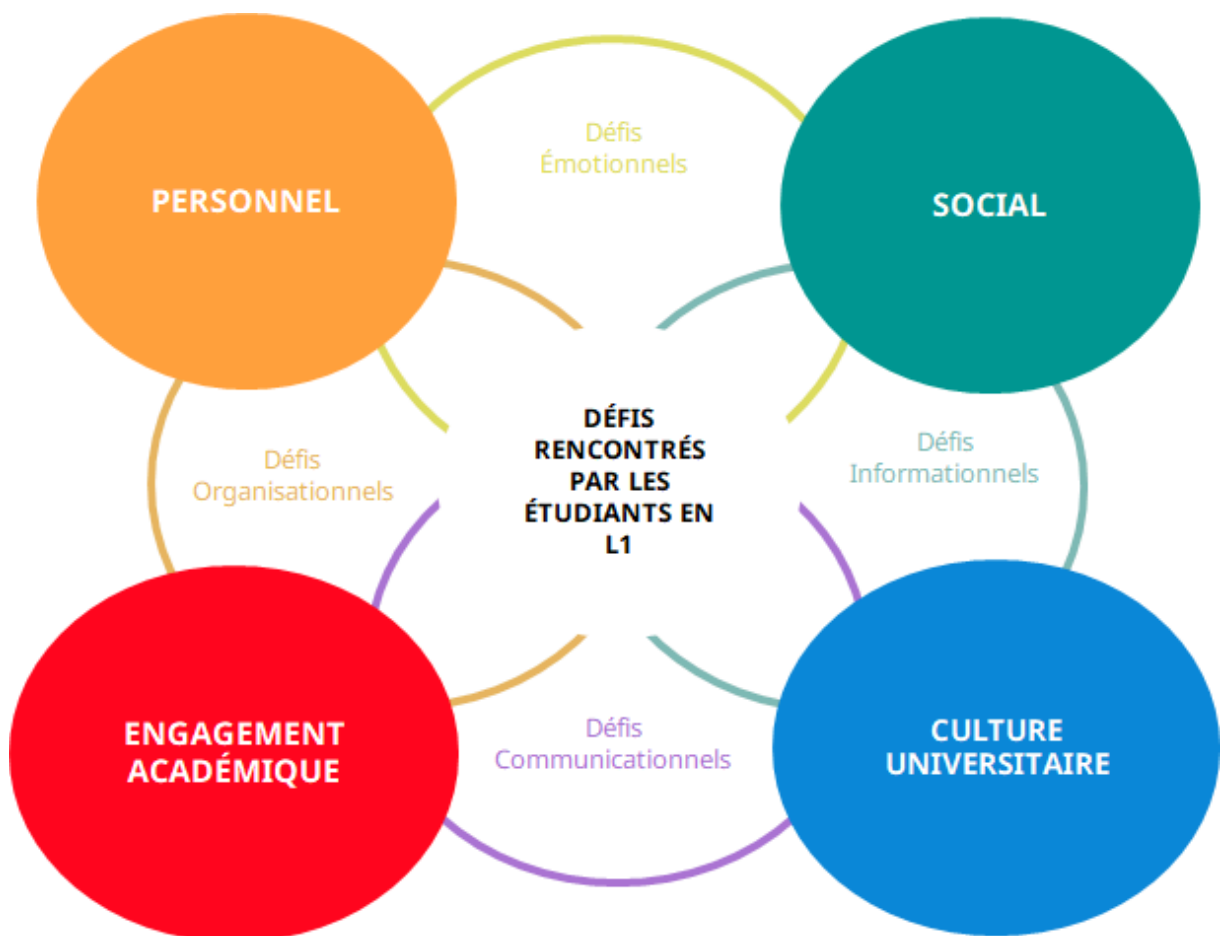 Défis
Émotionnels
PERSONNEL
SOCIAL
DÉFIS
RENCONTRÉS
PAR LES
ÉTUDIANTS EN
L1
Défis
Organisationnels
Défis
Informationnels
ENGAGEMENT
ACADÉMIQUE
Défis
Communicationnels
CULTURE
UNIVERSITAIRE